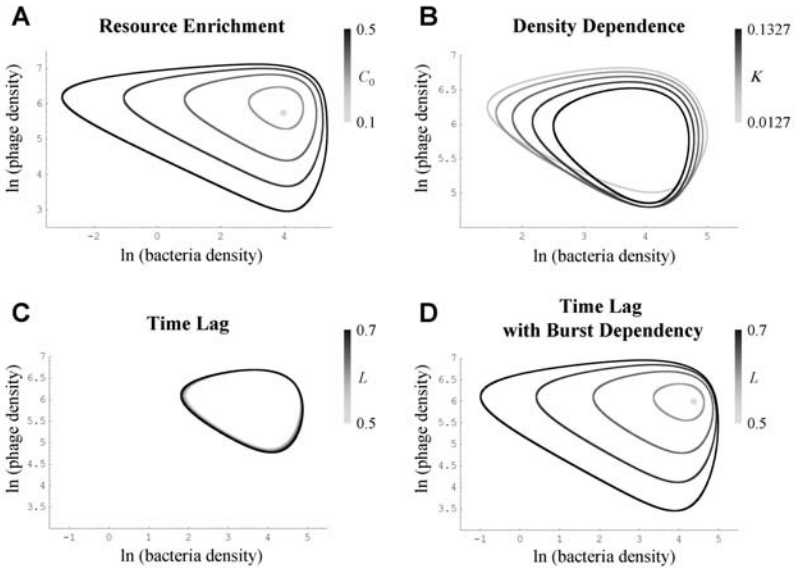 A
Resource Enrichment
0.5
C0
0.1
7
6
5
4
3
ln (phage density)
−2 0 2 4
ln (bacteria density)
B
Density Dependence
0.1327
K
0.0127
7
6.5
6
5.5
5
ln (phage density)
2 3 4 5
ln (bacteria density)
C
Time Lag
0.7
L
0.5
7
6.5
6
5.5
5
4.5
4
3.5
ln (phage density)
−1 0 1 2 3 4 5
ln (bacteria density)
D
Time Lag
with Burst Dependency
0.7
L
0.5
7
6.5
6
5.5
5
4.5
4
3.5
ln (phage density)
−1 0 1 2 3 4 5
ln (bacteria density)